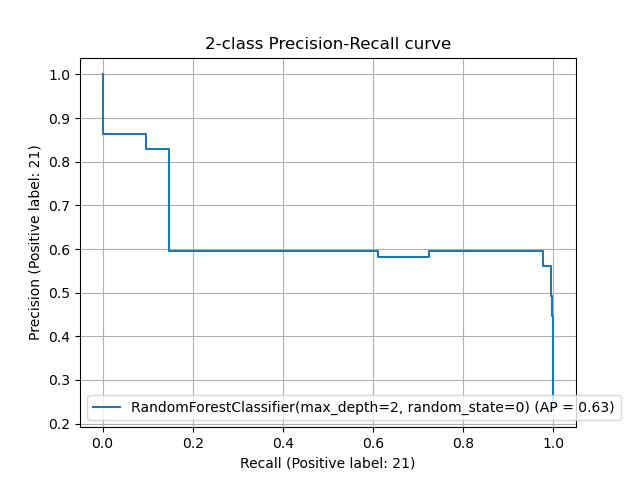 2-class Precision-Recall curve
1.0
0.9
0.8
0.7
0.6
0.5
0.4
0.3
0.2
Precision (Positive label: 21)
RandomForestClassifier(max_depth=2, random_state=0) (AP = 0.63)
0.0 0.2 0.4 0.6 0.8 1.0
Recall (Positive label: 21)